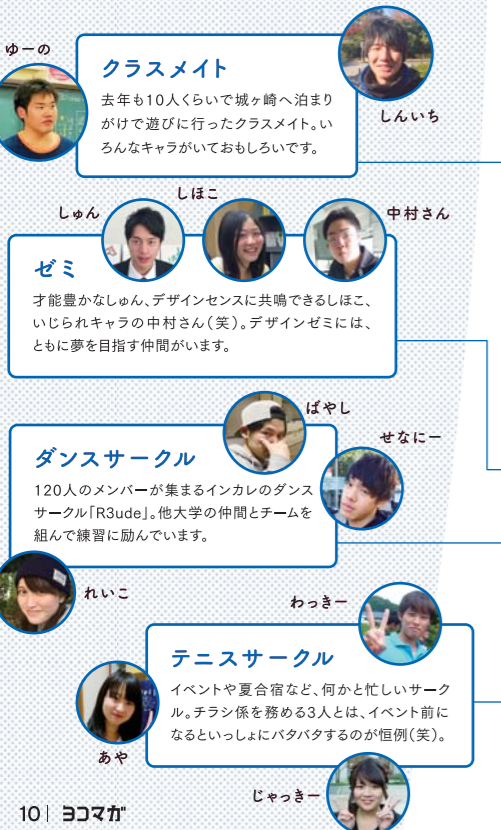 ゆーの
クラスメイト
しんいち
去年も10人くらいで城ヶ崎へ泊まり
がけで遊びに行ったクラスメイト。い
ろんなキャラがいておもしろいです。
しゅん
しほこ
中村さん
ゼミ
才能豊かなしゅん、デザインセンスに共鳴できるしほこ、
いじられキャラの中村さん(笑)。デザインゼミには、
ともに夢を目指す仲間がいます。
ばやし
せなにー
ダンスサークル
120人のメンバーが集まるインカレのダンス
サークル「R3ude」。他大学の仲間とチームを
組んで練習に励んでいます。
れいこ
わっきー
テニスサークル
イベントや夏合宿など、何かと忙しいサーク
ル。チラシ係を務める3人とは、イベント前に
なるといっしょにバタバタするのが恒例(笑)。
あや
じゃっきー
10| ヨコマガ